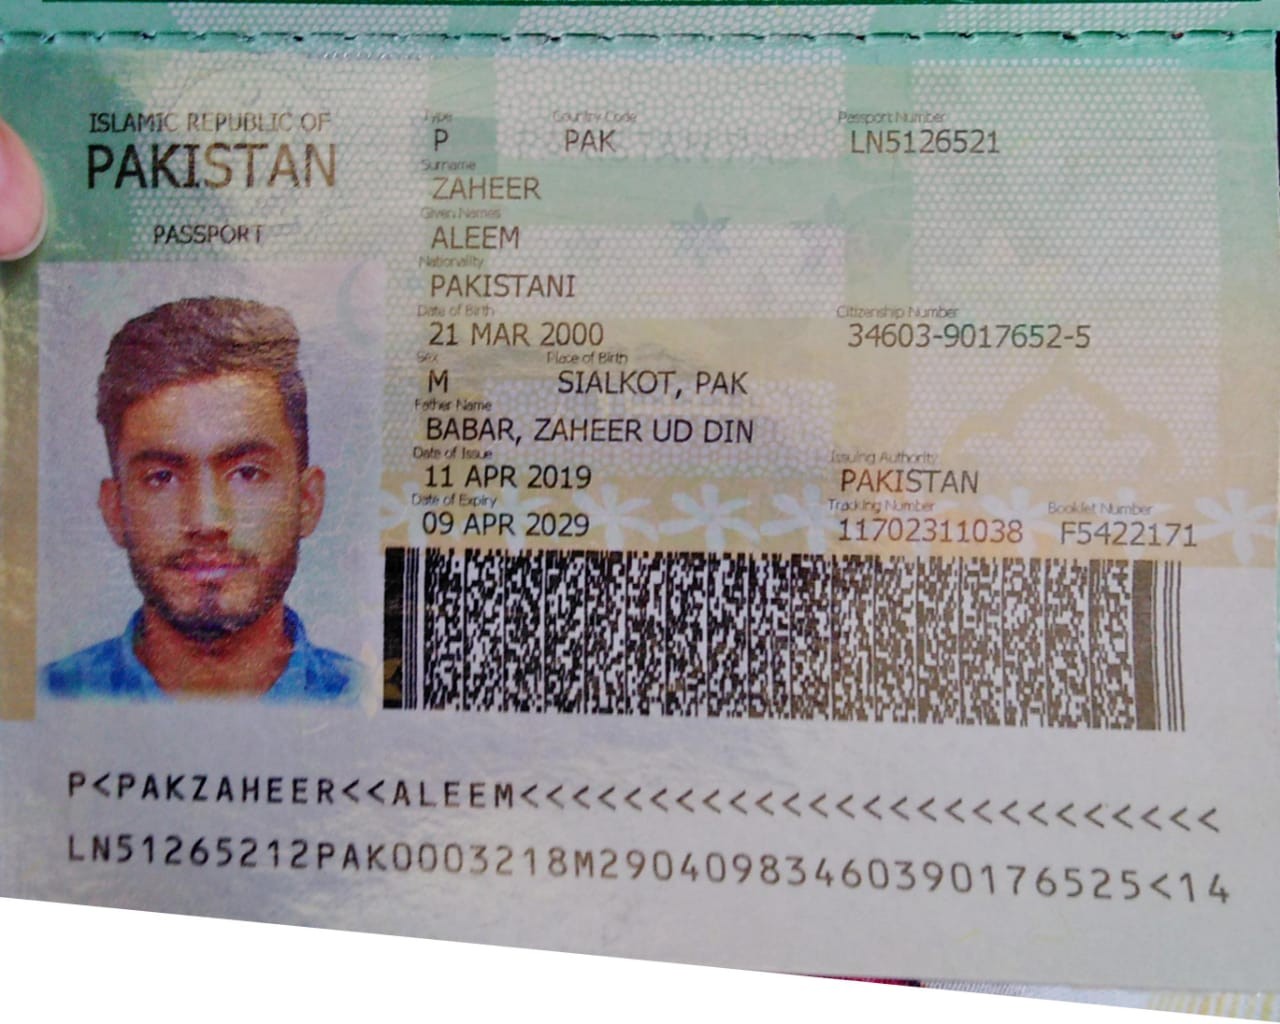 ISLAMIC REPUBLIC OF
PAKISTAN
PASSPORT
Type Country Code Passport Number
P PAK LN5126521
Surname
ZAHEER
Given Names
ALEEM
Nationality
PAKISTANI
Date of Birth Citizenship Number
21 MAR 2000 34603-9017652-5
Sex Place of Birth
M SIALKOT, PAK
Father Name
BABAR, ZAHEER UD DIN
Date of Issue Issuing Authority
11 APR 2019 PAKISTAN
Date of Expiry Tracking Number Booklet Number
09 APR 2029 11702311038 F5422171
P<PAKZAHEER<<ALEEM<<<<<<<<<<<<<<<<<<<<<<<<<<
LN51265212PAK0003218M29040983460390176525<14